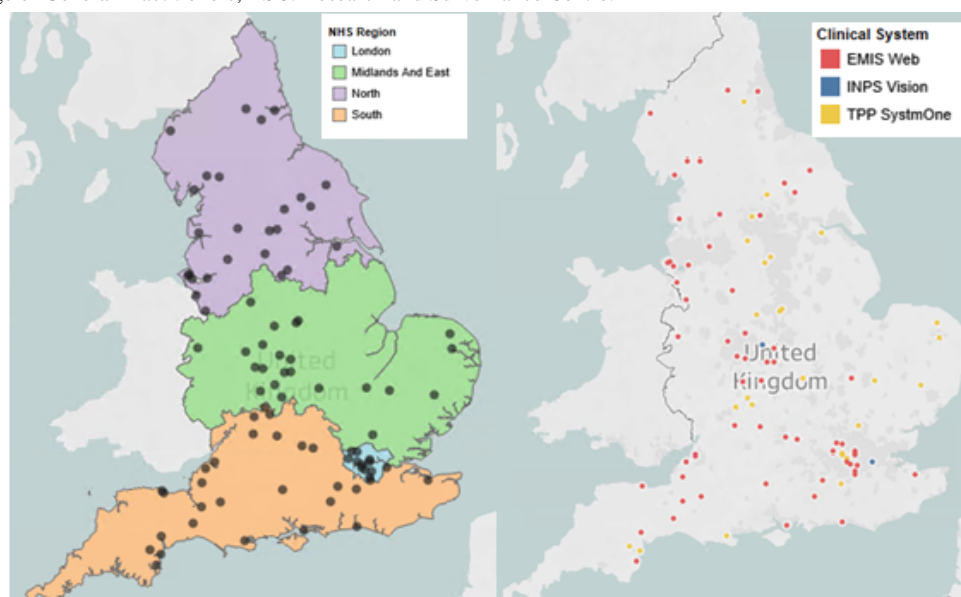 NHS Region
London
Midlands And East
North
South
United
Kingdom
Clinical System
EMIS Web
INPS Vision
TPP SystmOne
United
Kingdom